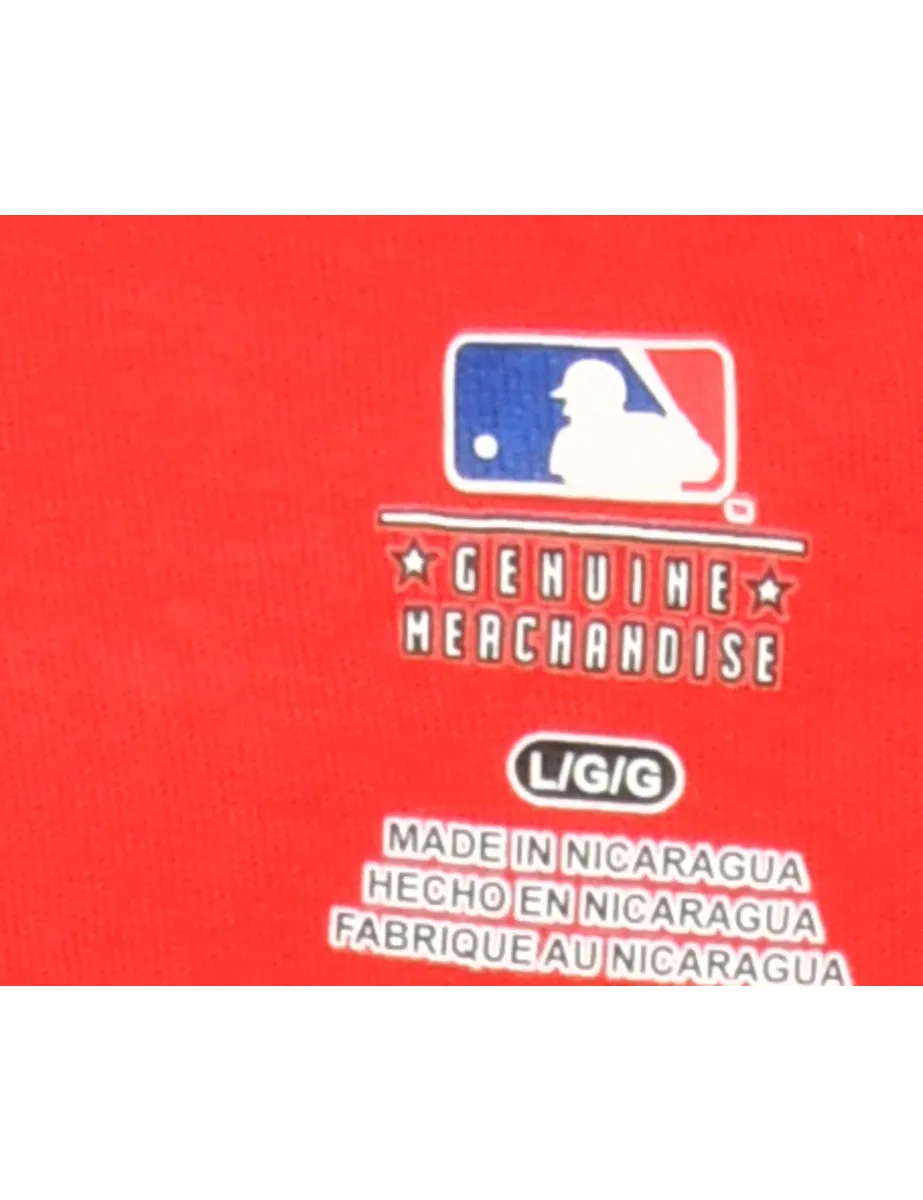 GENUINE
MERCHANDISE
L/G/G
MADE IN NICARAGUA
HECHO EN NICARAGUA
FABRIQUE AU NICARAGUA